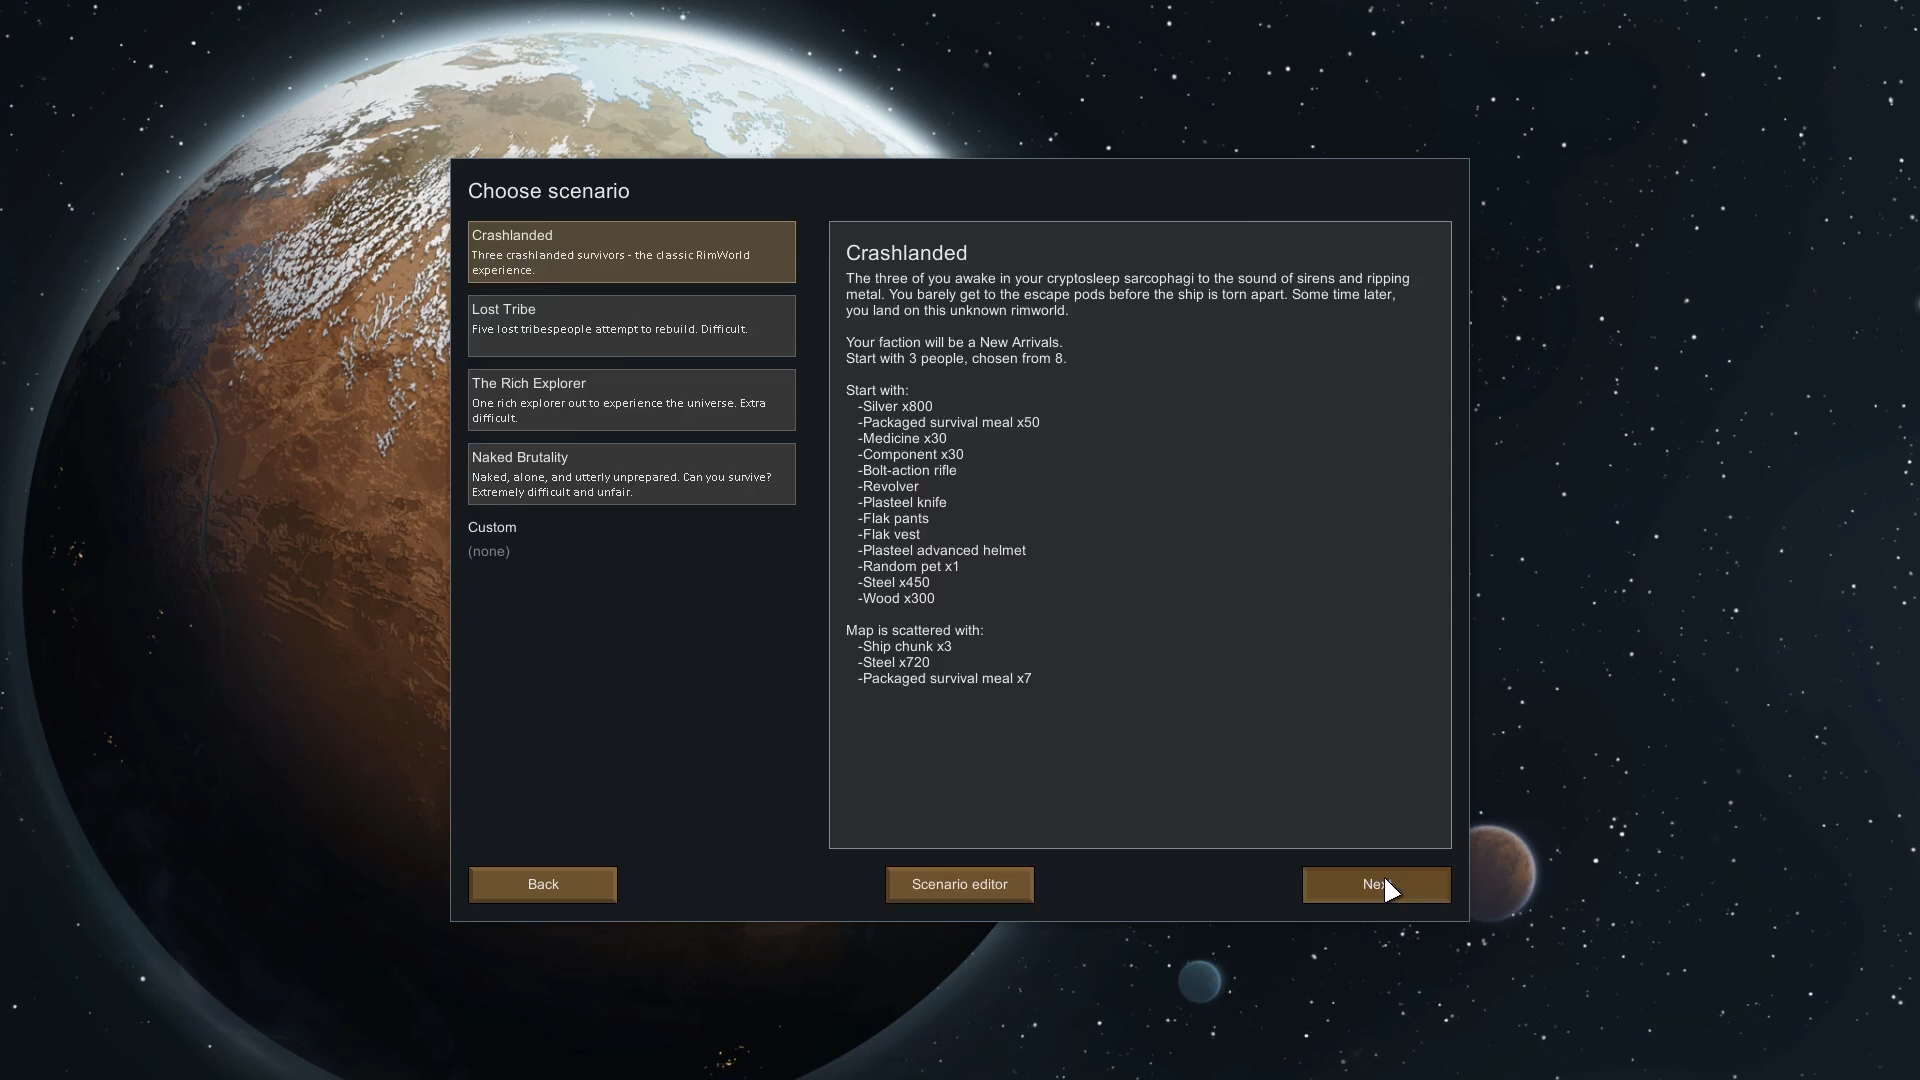 Choose scenario
Crashlanded
Three crashlanded survivors - the classic RimWorld
experience.
Lost Tribe
Five lost tribespeople attempt to rebuild. Difficult.
The Rich Explorer
One rich explorer out to experience the universe. Extra
difficult.
Naked Brutality
Naked, alone, and utterly unprepared. Can you survive?
Extremely difficult and unfair.
Custom
(none)
Crashlanded
The three of you awake in your cryptosleep sarcophagi to the sound of sirens and ripping
metal. You barely get to the escape pods before the ship is torn apart. Some time later,
you land on this unknown rimworld.
Your faction will be a New Arrivals.
Start with 3 people, chosen from 8.
Start with:
-Silver x800
-Packaged survival meal x50
-Medicine x30
-Component x30
-Bolt-action rifle
-Revolver
-Plasteel knife
-Flak pants
-Flak vest
-Plasteel advanced helmet
-Random pet x1
-Steel x450
-Wood x300
Map is scattered with:
-Ship chunk x3
-Steel x720
-Packaged survival meal x7
Back
Scenario editor
Next